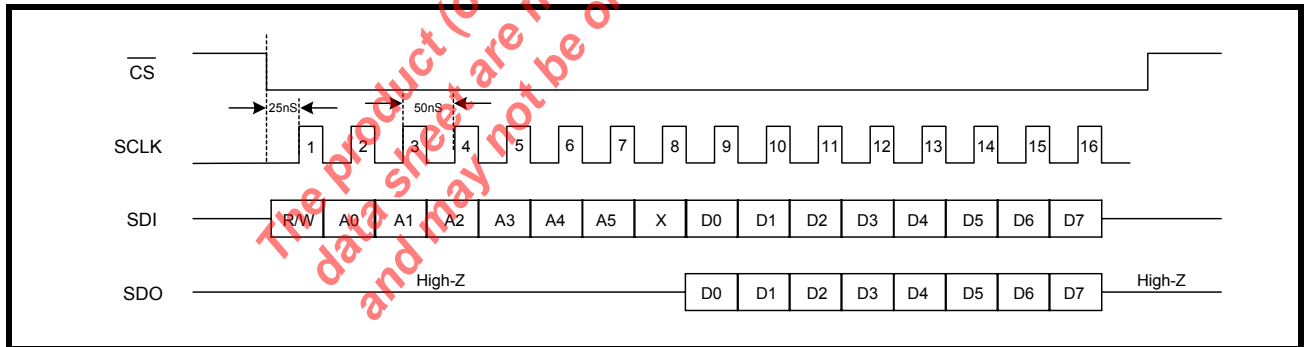 CS
25nS
50nS
SCLK
1 2 3 4 5 6 7 8 9 10 11 12 13 14 15 16
SDI
R/W A0 A1 A2 A3 A4 A5 X D0 D1 D2 D3 D4 D5 D6 D7
SDO
High-Z
D0 D1 D2 D3 D4 D5 D6 D7
High-Z
The product (
data sheet are
and may not be